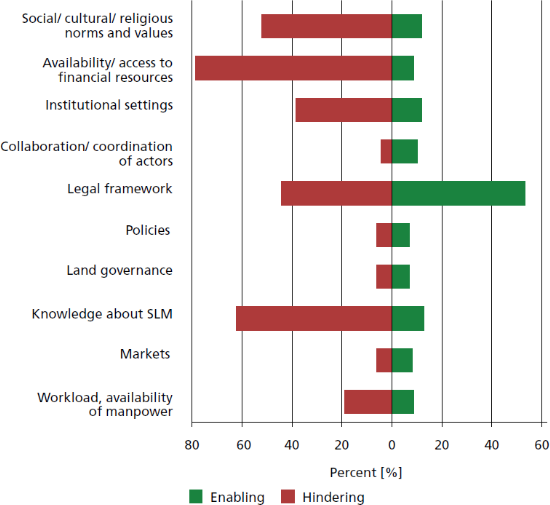 Social/ cultural/ religious
norms and values
Availability/ access to
financial resources
Institutional settings
Collaboration/ coordination
of actors
Legal framework
Policies
Land governance
Knowledge about SLM
Markets
Workload, availability
of manpower
80 60 40 20 0 20 40 60
Percent [%]
Enabling Hindering